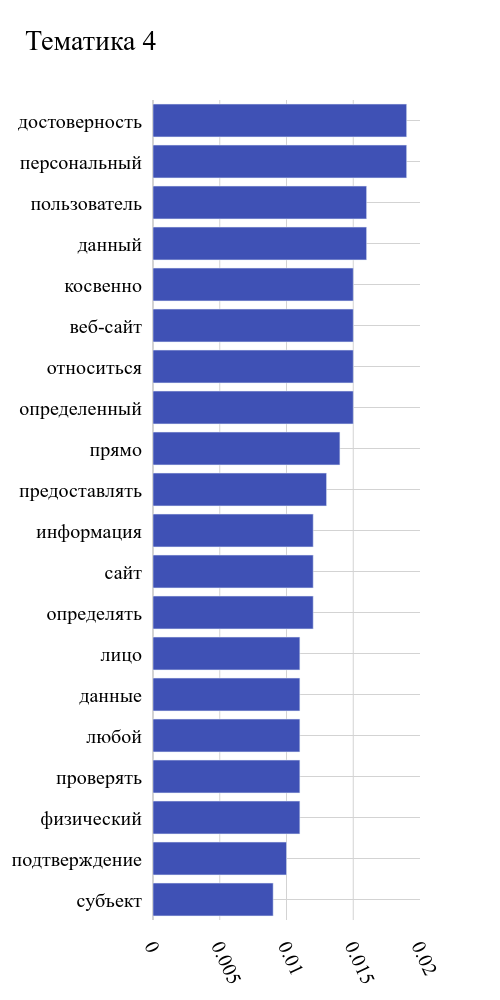 Тематика 4
достоверность
персональный
пользователь
данный
косвенно
веб-сайт
относиться
определенный
прямо
предоставлять
информация
сайт
определять
лицо
данные
любой
проверять
физический
подтверждение
субъект
0
0.005
0.01
0.015
0.02